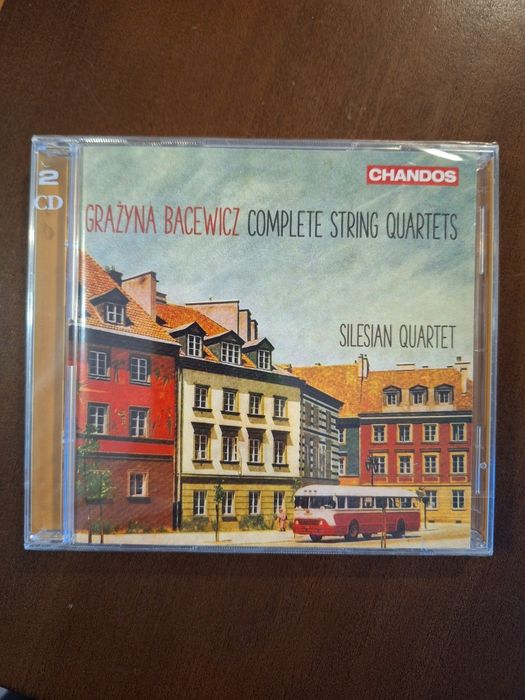 2
CD
CHANDOS
GRAŻYNA BACEWICZ COMPLETE STRING QUARTETS
SILESIAN QUARTET